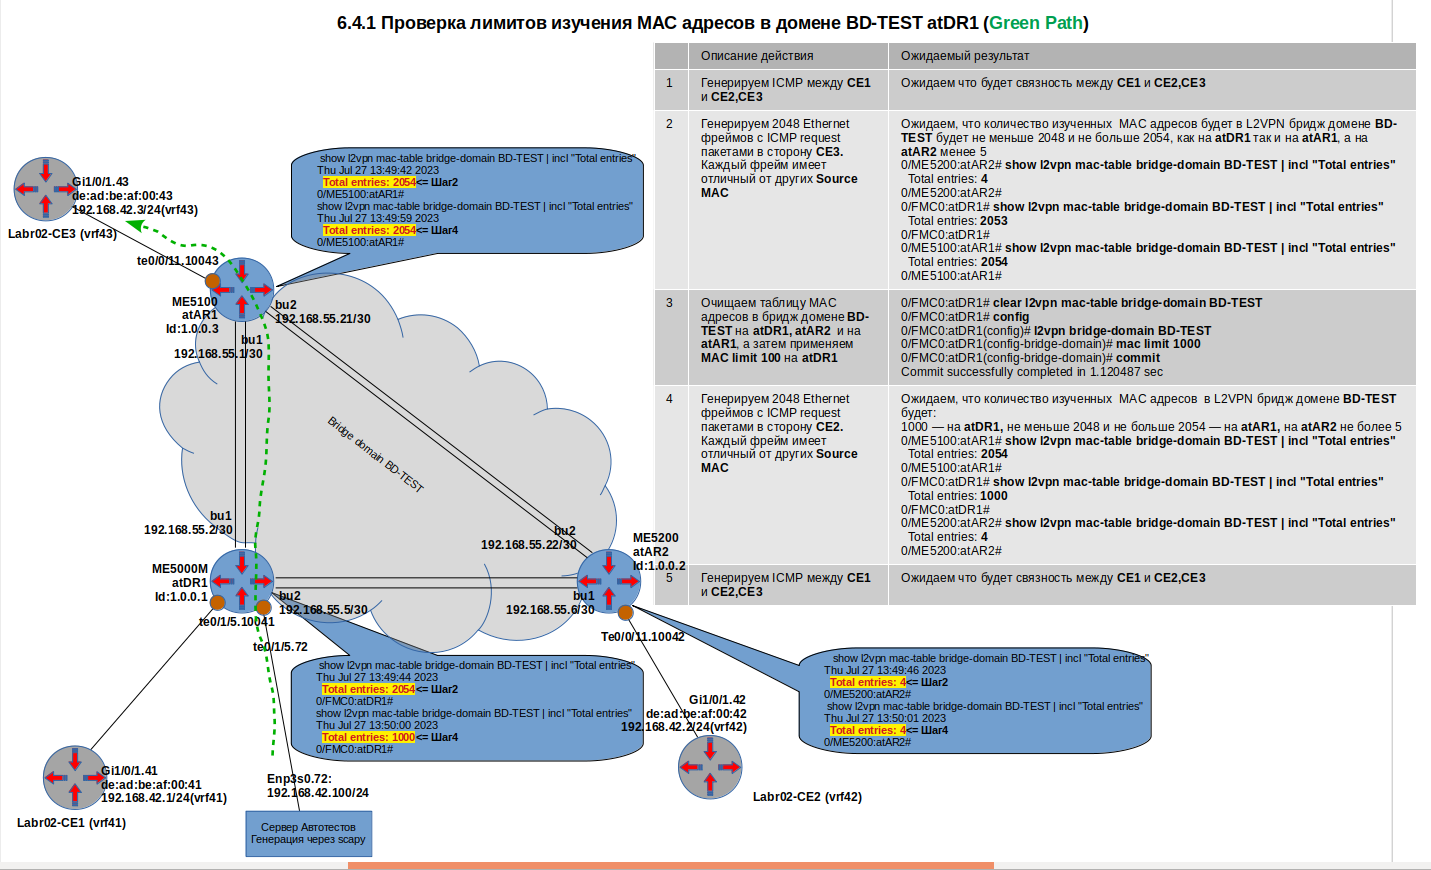 6.4.1 Проверка лимитов изучения MAC адресов в домене BD-TEST atDR1 (Green Path)
Описание действия
Ожидаемый результат
1
Генерируем ICMP между CE1
и CE2,CE3
Ожидаем что будет связность между CE1 и CE2,CE3
2
Генерируем 2048 Ethernet
фреймов с ICMP request
пакетами в сторону CE3.
Каждый фрейм имеет
отличный от других Source
MAC
Ожидаем, что количество изученных MAC адресов будет в L2VPN бридж домене BD-
TEST будет не меньше 2048 и не больше 2054, как на atDR1 так и на atAR1, а на
atAR2 менее 5
0/ME5200:atAR2# show l2vpn mac-table bridge-domain BD-TEST | incl "Total entries"
Total entries: 4
0/ME5200:atAR2#
0/FMC0:atDR1# show l2vpn mac-table bridge-domain BD-TEST | incl "Total entries"
Total entries: 2053
0/FMC0:atDR1#
0/ME5100:atAR1# show l2vpn mac-table bridge-domain BD-TEST | incl "Total entries"
Total entries: 2054
0/ME5100:atAR1#
3
Очищаем таблицу MAC
адресов в бридж домене BD-
TEST на atDR1, atAR2 и на
atAR1, а затем применяем
MAC limit 100 на atDR1
0/FMC0:atDR1# clear l2vpn mac-table bridge-domain BD-TEST
0/FMC0:atDR1# config
0/FMC0:atDR1(config)# l2vpn bridge-domain BD-TEST
0/FMC0:atDR1(config-bridge-domain)# mac limit 1000
0/FMC0:atDR1(config-bridge-domain)# commit
Commit successfully completed in 1.120487 sec
4
Генерируем 2048 Ethernet
фреймов с ICMP request
пакетами в сторону CE2.
Каждый фрейм имеет
отличный от других Source
MAC
Ожидаем, что количество изученных MAC адресов в L2VPN бридж домене BD-TEST
будет:
1000 — на atDR1, не меньше 2048 и не больше 2054 — на atAR1, на atAR2 не более 5
0/ME5100:atAR1# show l2vpn mac-table bridge-domain BD-TEST | incl "Total entries"
Total entries: 2054
0/ME5100:atAR1#
0/FMC0:atDR1# show l2vpn mac-table bridge-domain BD-TEST | incl "Total entries"
Total entries: 1000
0/FMC0:atDR1#
0/ME5200:atAR2# show l2vpn mac-table bridge-domain BD-TEST | incl "Total entries"
Total entries: 4
0/ME5200:atAR2#
5
Генерируем ICMP между CE1
и CE2,CE3
Ожидаем что будет связность между CE1 и CE2,CE3
show l2vpn mac-table bridge-domain BD-TEST | incl "Total entries"
Thu Jul 27 13:49:42 2023
Total entries: 2054<= Шаг2
0/ME5100:atAR1#
show l2vpn mac-table bridge-domain BD-TEST | incl "Total entries"
Thu Jul 27 13:49:59 2023
Total entries: 2054<= Шаг4
0/ME5100:atAR1#
Gi1/0/1.43
de:ad:be:af:00:43
192.168.42.3/24(vrf43)
Labr02-CE3 (vrf43)
te0/0/11.10043
ME5100
atAR1
Id:1.0.0.3
bu2
192.168.55.21/30
bu1
192.168.55.1/30
Bridge domain BD-TEST
bu1
192.168.55.2/30
bu2
192.168.55.22/30
ME5200
atAR2
Id:1.0.0.2
ME5000M
atDR1
Id:1.0.0.1
bu2
192.168.55.5/30
bu1
192.168.55.6/30
te0/1/5.10041
te0/1/5.72
Te0/0/11.10042
show l2vpn mac-table bridge-domain BD-TEST | incl "Total entries"
Thu Jul 27 13:49:44 2023
Total entries: 2054<= Шаг2
0/FMC0:atDR1#
show l2vpn mac-table bridge-domain BD-TEST | incl "Total entries"
Thu Jul 27 13:50:00 2023
Total entries: 1000<= Шаг4
0/FMC0:atDR1#
show l2vpn mac-table bridge-domain BD-TEST | incl "Total entries"
Thu Jul 27 13:49:46 2023
Total entries: 4<= Шаг2
0/ME5200:atAR2#
show l2vpn mac-table bridge-domain BD-TEST | incl "Total entries"
Thu Jul 27 13:50:01 2023
Total entries: 4<= Шаг4
0/ME5200:atAR2#
Gi1/0/1.42
de:ad:be:af:00:42
192.168.42.2/24(vrf42)
Labr02-CE2 (vrf42)
Gi1/0/1.41
de:ad:be:af:00:41
192.168.42.1/24(vrf41)
Labr02-CE1 (vrf41)
Enp3s0.72:
192.168.42.100/24
Сервер Автотестов
Генерация через scapy